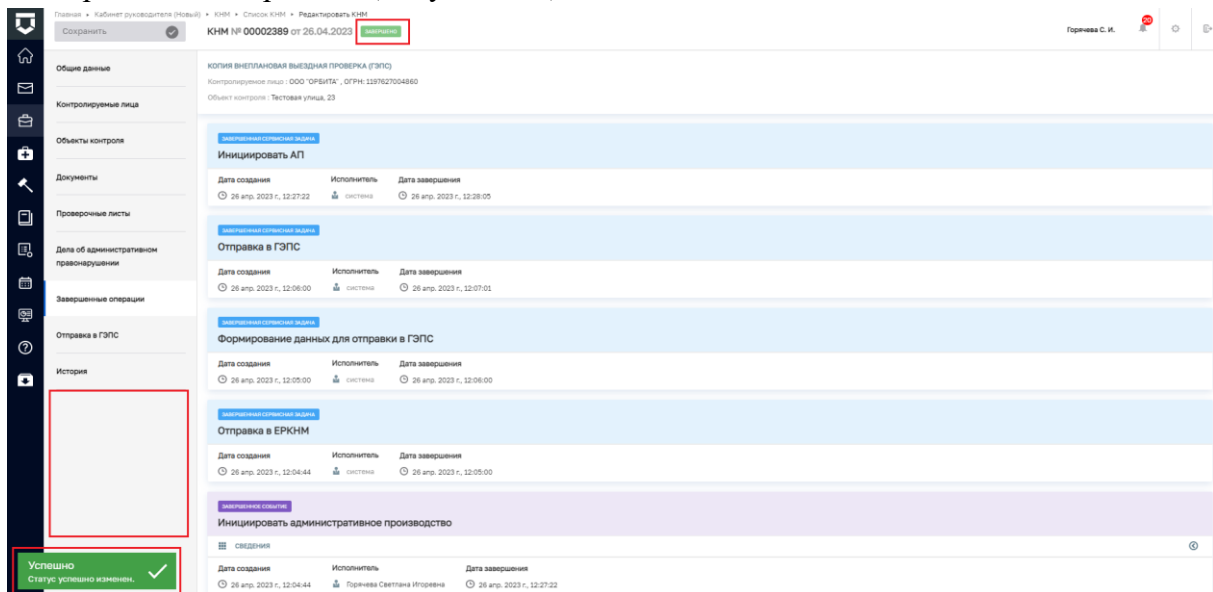 Главная • Кабинет руководителя (Новый) • КНМ • Список КНМ • Редактировать КНМ
Сохранить
КНМ № 00002389 от 26.04.2023 ЗАВЕРШЕНО
Горячева С. И.
20
Общие данные
Контролируемые лица
Объекты контроля
Документы
Проверочные листы
Дела об административном
правонарушении
Завершенные операции
Отправка в ГЭПС
История
Успешно
Статус успешно изменен.
КОПИЯ ВНЕПЛАНОВАЯ ВЫЕЗДНАЯ ПРОВЕРКА (ГЭПС)
Контролируемое лицо : ООО "ОРБИТА" , ОГРН: 1197627004860
Объект контроля : Тестовая улица, 23
ЗАВЕРШЕННАЯ СЕРВИСНАЯ ЗАДАЧА
Инициировать АП
Дата создания Исполнитель Дата завершения
26 апр. 2023 г., 12:27:22 система 26 апр. 2023 г., 12:28:05
ЗАВЕРШЕННАЯ СЕРВИСНАЯ ЗАДАЧА
Отправка в ГЭПС
Дата создания Исполнитель Дата завершения
26 апр. 2023 г., 12:06:00 система 26 апр. 2023 г., 12:07:01
ЗАВЕРШЕННАЯ СЕРВИСНАЯ ЗАДАЧА
Формирование данных для отправки в ГЭПС
Дата создания Исполнитель Дата завершения
26 апр. 2023 г., 12:05:00 система 26 апр. 2023 г., 12:06:00
ЗАВЕРШЕННАЯ СЕРВИСНАЯ ЗАДАЧА
Отправка в ЕРКНМ
Дата создания Исполнитель Дата завершения
26 апр. 2023 г., 12:04:44 система 26 апр. 2023 г., 12:05:00
ЗАВЕРШЕННОЕ СОБЫТИЕ
Инициировать административное производство
СВЕДЕНИЯ
Дата создания Исполнитель Дата завершения
26 апр. 2023 г., 12:04:44 Горячева Светлана Игоревна 26 апр. 2023 г., 12:27:22